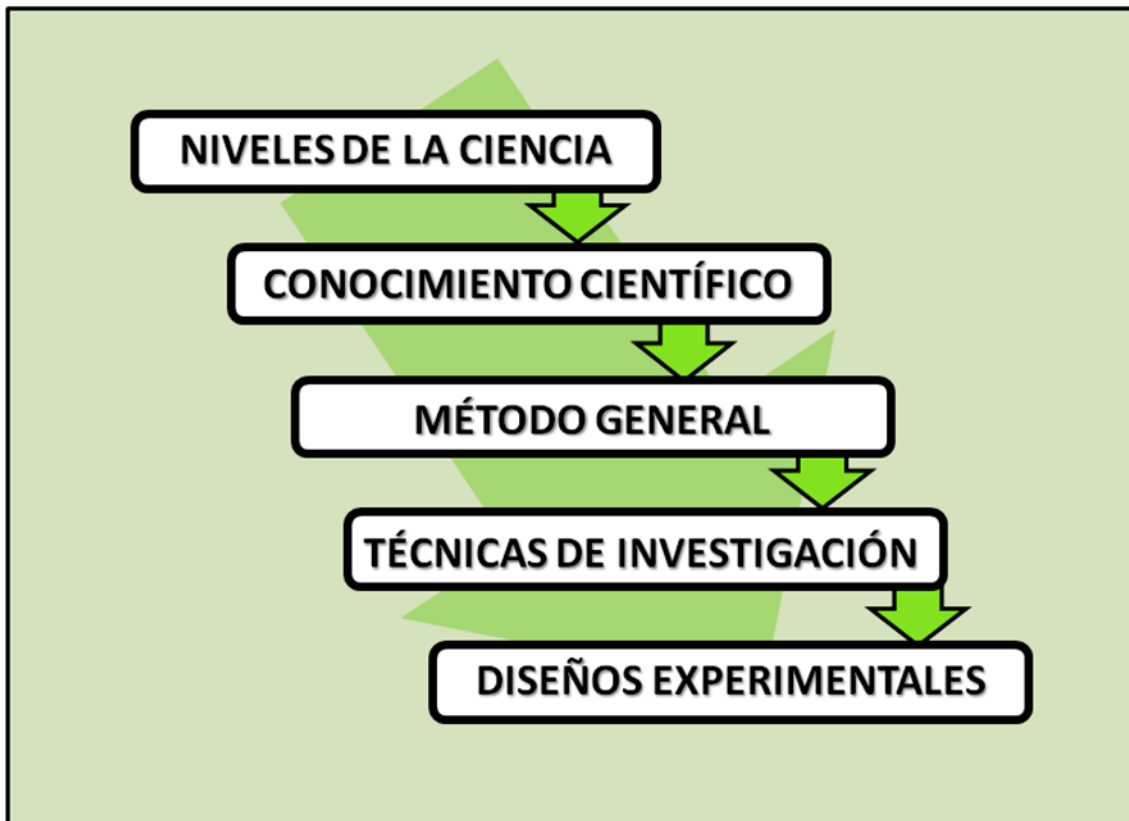 NIVELES DE LA CIENCIA
CONOCIMIENTO CIENTÍFICO
MÉTODO GENERAL
TÉCNICAS DE INVESTIGACIÓN
DISEÑOS EXPERIMENTALES